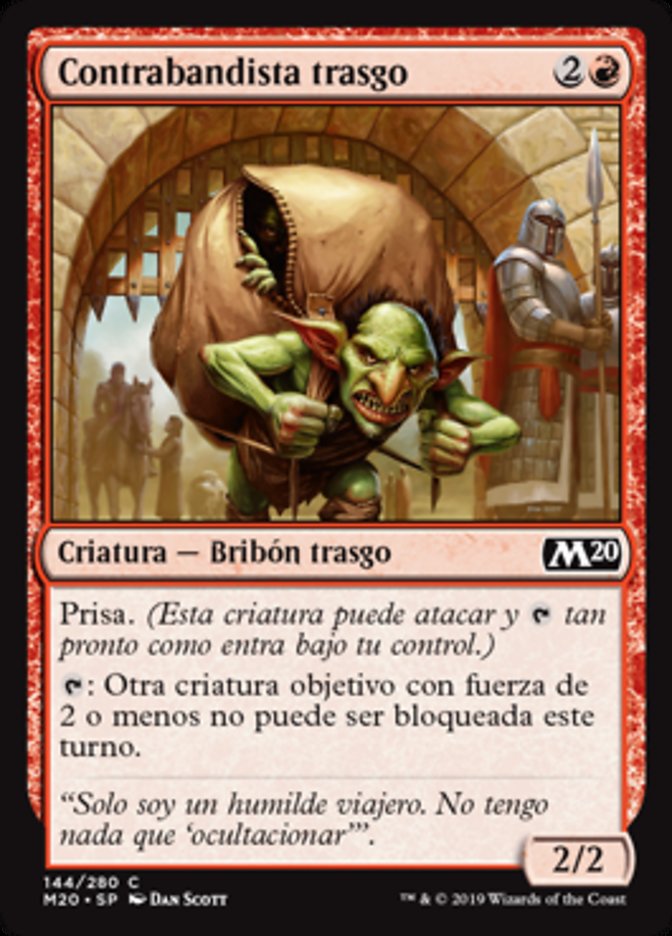 Contrabandista trasgo 2
Criatura — Bribón trasgo M20
Prisa. (Esta criatura puede atacar y tan
pronto como entra bajo tu control.)
: Otra criatura objetivo con fuerza de
2 o menos no puede ser bloqueada este
turno.
“Solo soy un humilde viajero. No tengo
nada que ‘ocultacionar’”.
2/2
144/280 C
M20 • SP Dan Scott ™ & © 2019 Wizards of the Coast